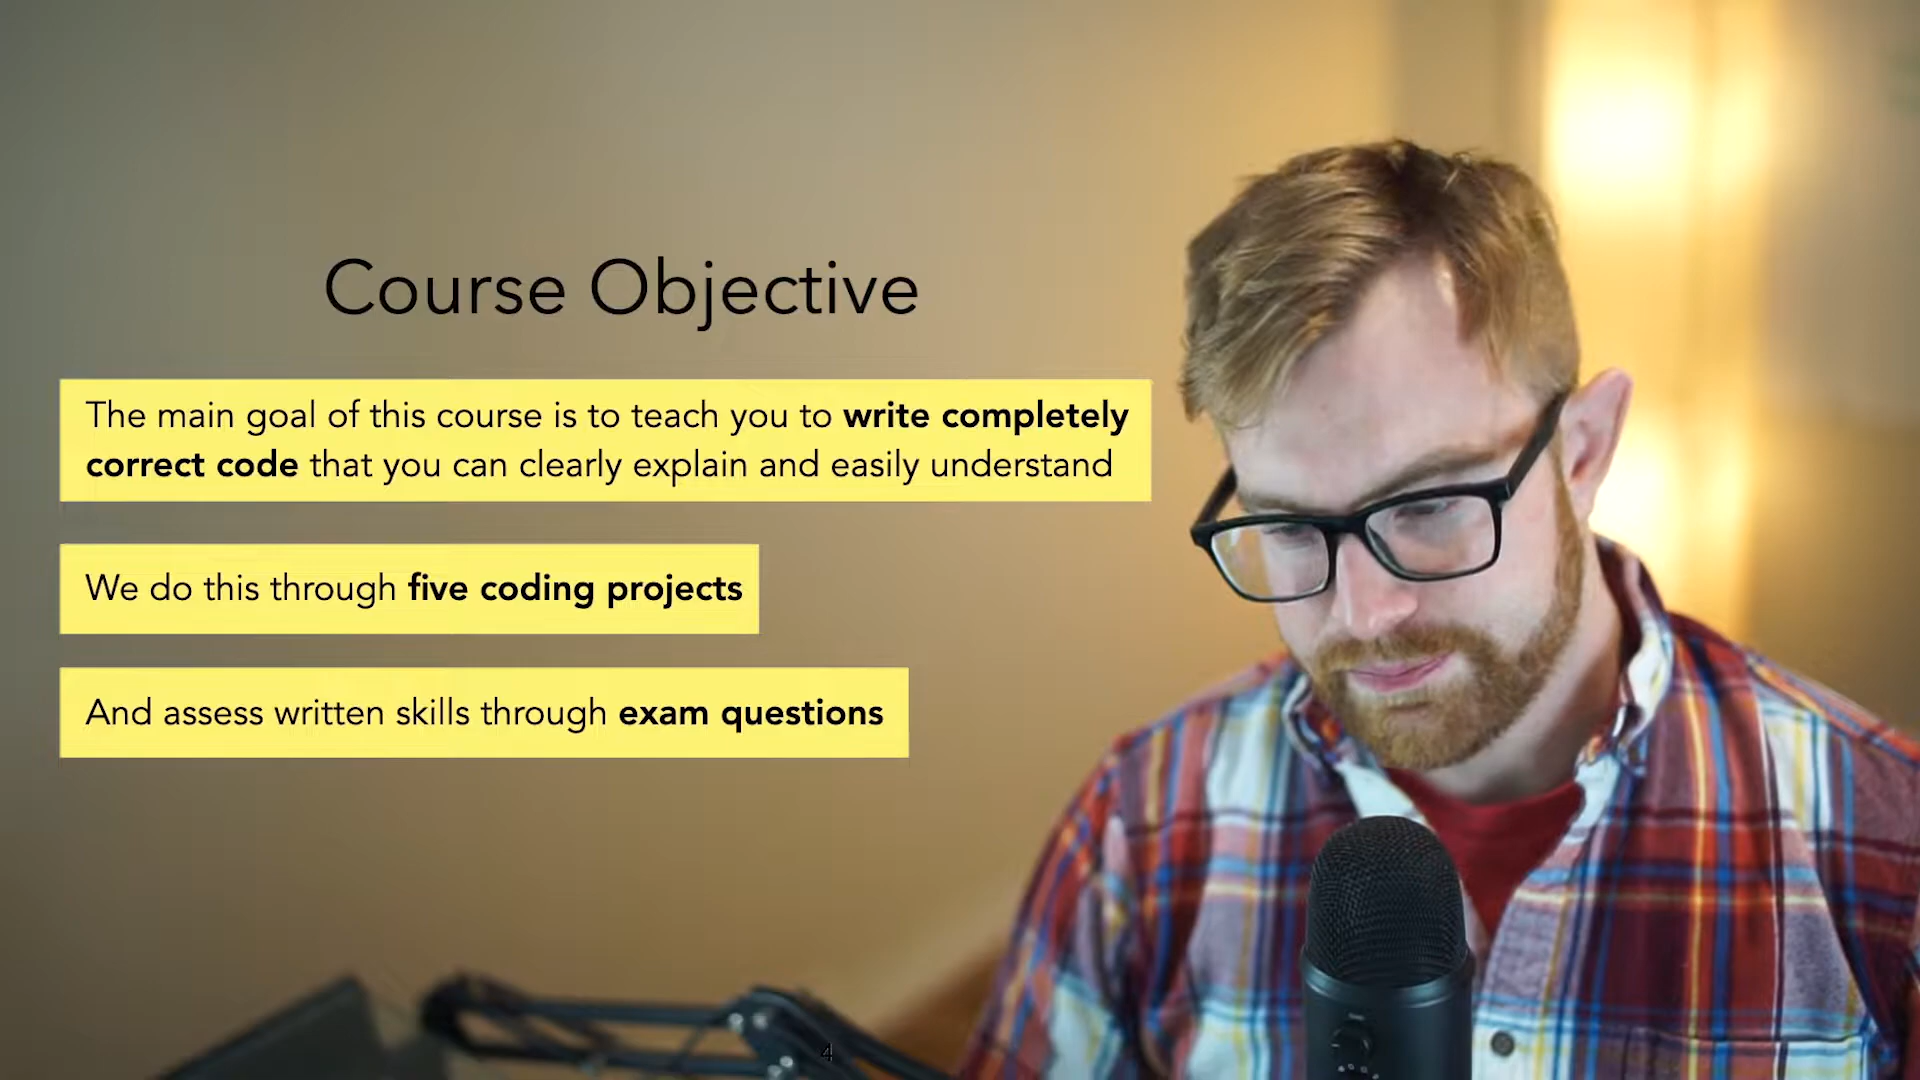 Course Objective
The main goal of this course is to teach you to write completely
correct code that you can clearly explain and easily understand
We do this through five coding projects
And assess written skills through exam questions
4